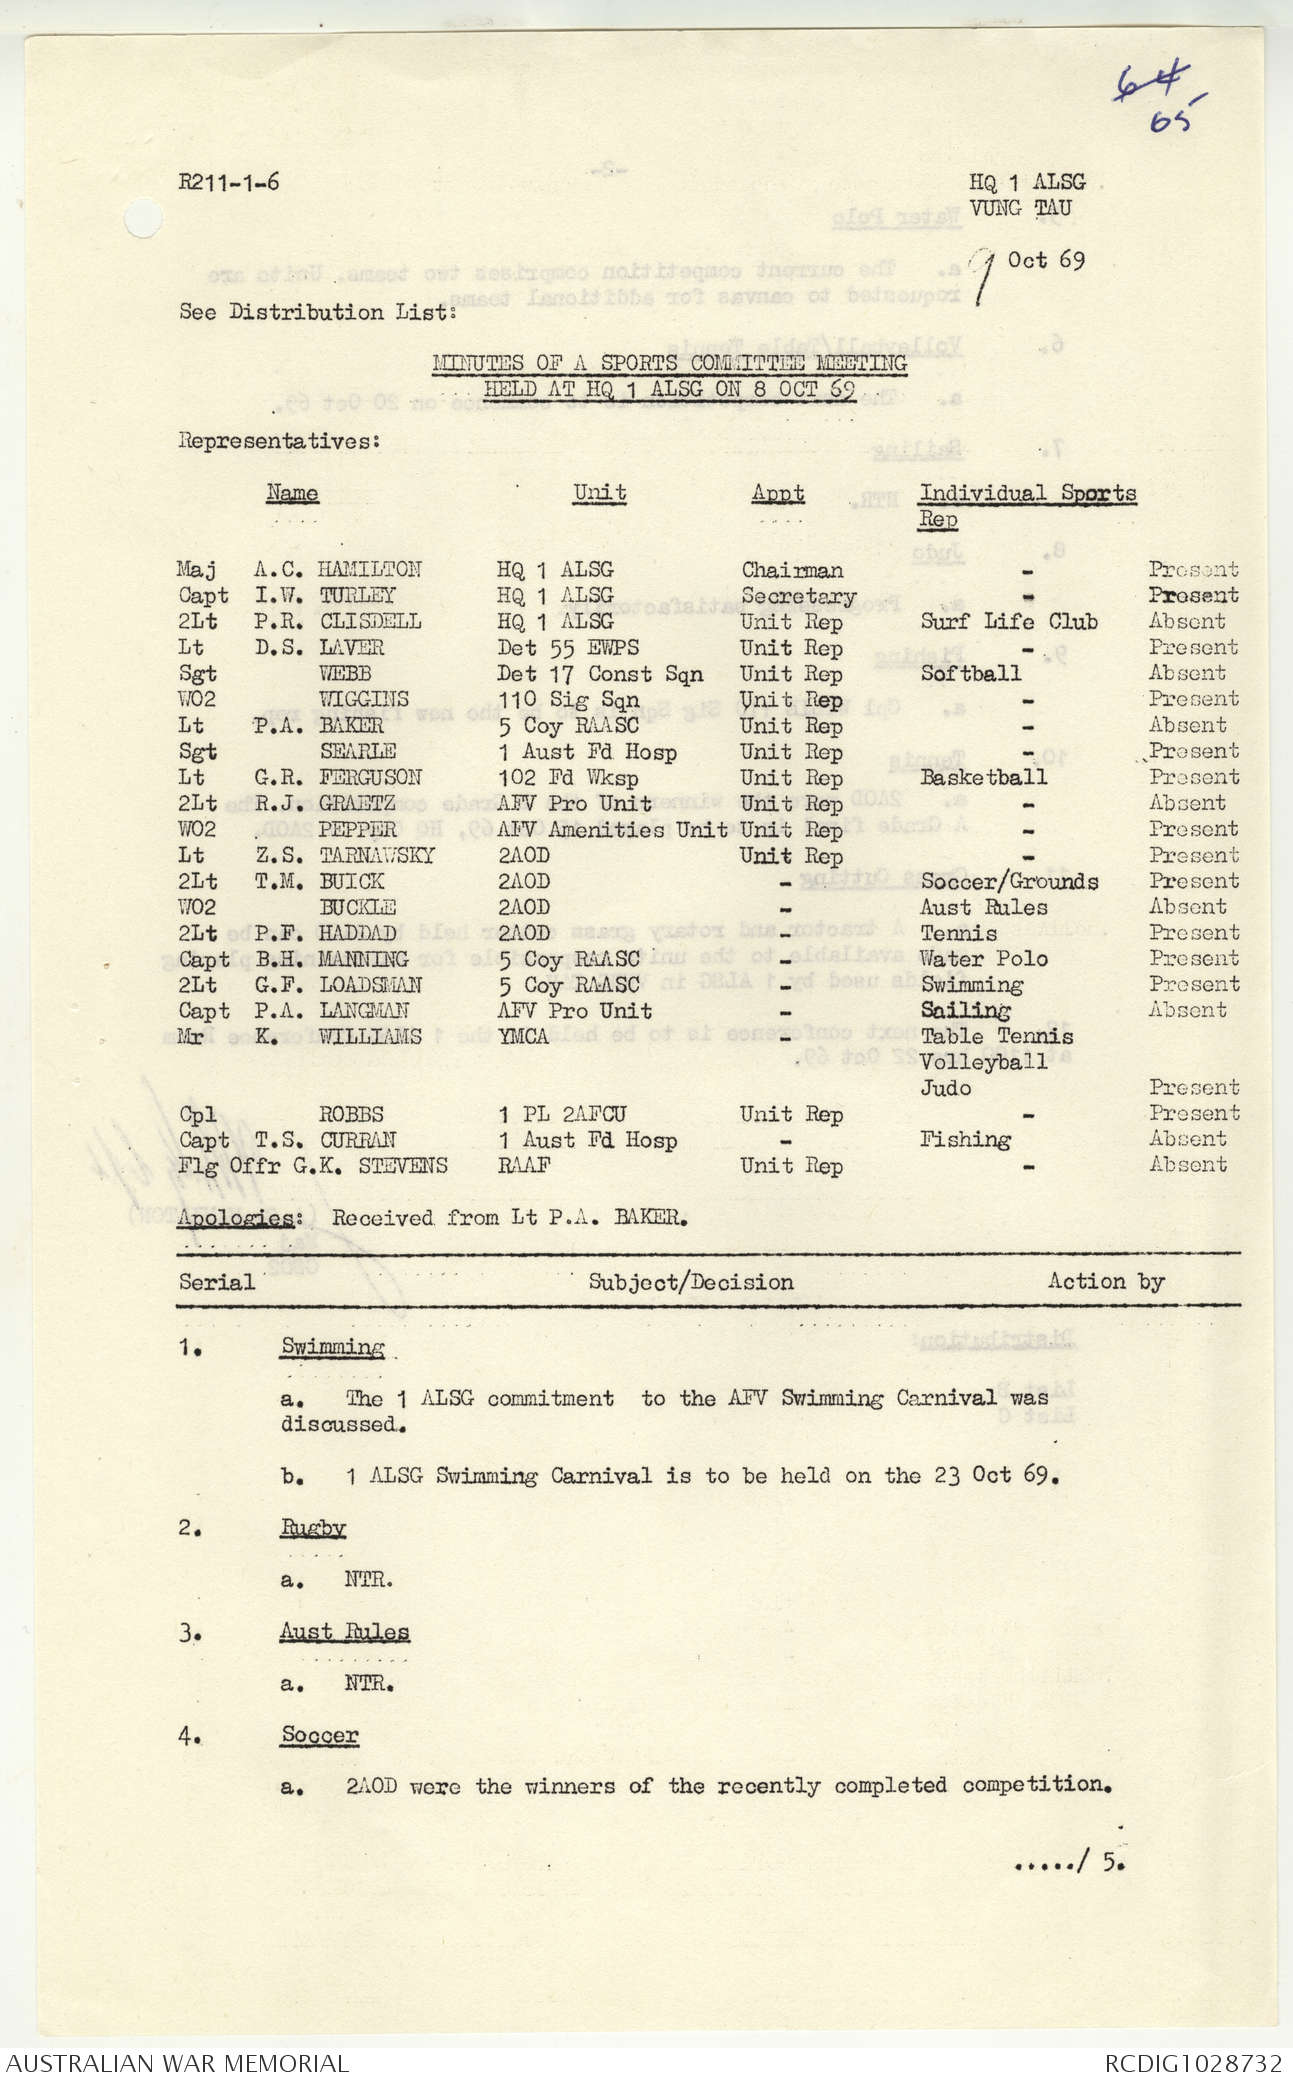 64
65
R211-1-6 HQ 1 ALSG
VUNG TAU
9 Oct 69
See Distribution List:
MINUTES OF A SPORTS COMMITTEE MEETING
HELD AT HQ 1 ALSG ON 8 OCT 69
Representatives:
Name Unit Appt Individual Sports
Rep
Maj A.C. HAMILTON HQ 1 ALSG Chairman - Present
Capt I.W. TURLEY HQ 1 ALSG Secretary - Present
2Lt P.R. CLISDELL HQ 1 ALSG Unit Rep Surf Life Club Absent
Lt D.S. LAVER Det 55 EWPS Unit Rep - Present
Sgt WEBB Det 17 Const Sqn Unit Rep Softball Absent
WO2 WIGGINS 110 Sig Sqn Unit Rep - Present
Lt P.A. BAKER 5 Coy RAASC Unit Rep - Absent
Sgt SEARLE 1 Aust Fd Hosp Unit Rep - Present
Lt G.R. FERGUSON 102 Fd Wksp Unit Rep Basketball Present
2Lt R.J. GRAETZ AFV Pro Unit Unit Rep - Absent
WO2 PEPPER AFV Amenities Unit Unit Rep - Present
Lt Z.S. TARNAWSKY 2AOD Unit Rep - Present
2Lt T.M. BUICK 2AOD - Soccer/Grounds Present
WO2 BUCKLE 2AOD - Aust Rules Absent
2Lt P.F. HADDAD 2AOD - Tennis Present
Capt B.H. MANNING 5 Coy RAASC - Water Polo Present
2Lt G.F. LOADSMAN 5 Coy RAASC - Swimming Present
Capt P.A. LANGMAN AFV Pro Unit - Sailing Absent
Mr K. WILLIAMS YMCA - Table Tennis
Volleyball
Judo Present
Cpl ROBBS 1 PL 2AFCU Unit Rep - Present
Capt T.S. CURRAN 1 Aust Fd Hosp - Fishing Absent
Flg Offr G.K. STEVENS RAAF Unit Rep - Absent
Apologies: Received from Lt P.A. BAKER.
Serial Subject/Decision Action by
1. Swimming
a. The 1 ALSG commitment to the AFV Swimming Carnival was
discussed.
b. 1 ALSG Swimming Carnival is to be held on the 23 Oct 69.
2. Rugby
a. NTR.
3. Aust Rules
a. NTR.
4. Soccer
a. 2AOD were the winners of the recently completed competition.
...../ 5.
AUSTRALIAN WAR MEMORIAL RCDIG1028732